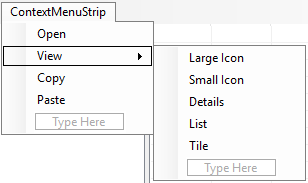 ContextMenuStrip
Open
View
Copy
Paste
Type Here
Large Icon
Small Icon
Details
List
Tile
Type Here